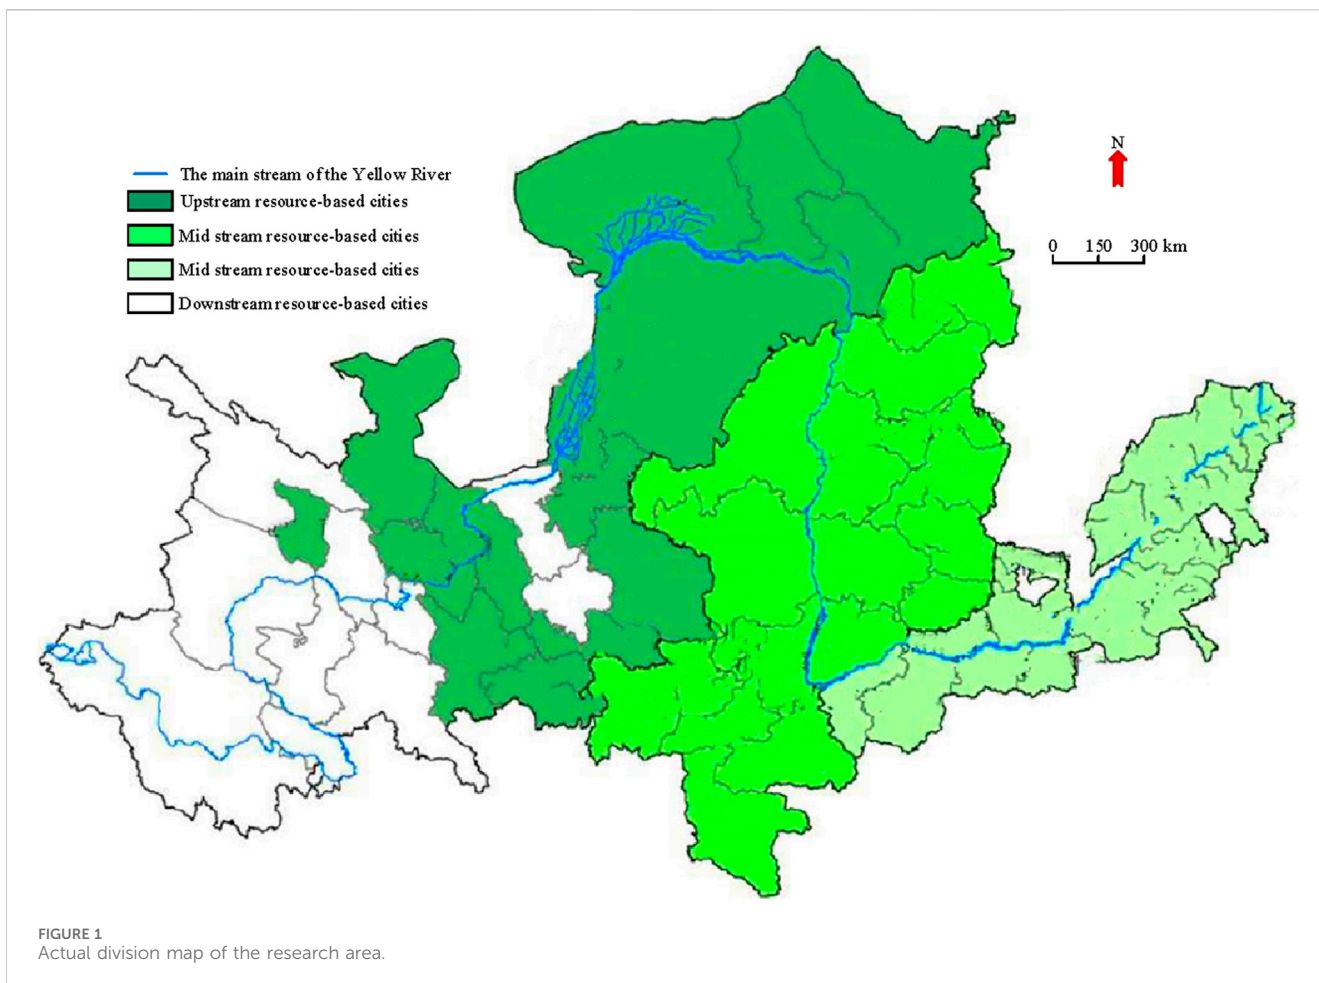 N
The main stream of the Yellow River
Upstream resource-based cities
Mid stream resource-based cities
Mid stream resource-based cities
Downstream resource-based cities
0 150 300 km
FIGURE 1
Actual division map of the research area.